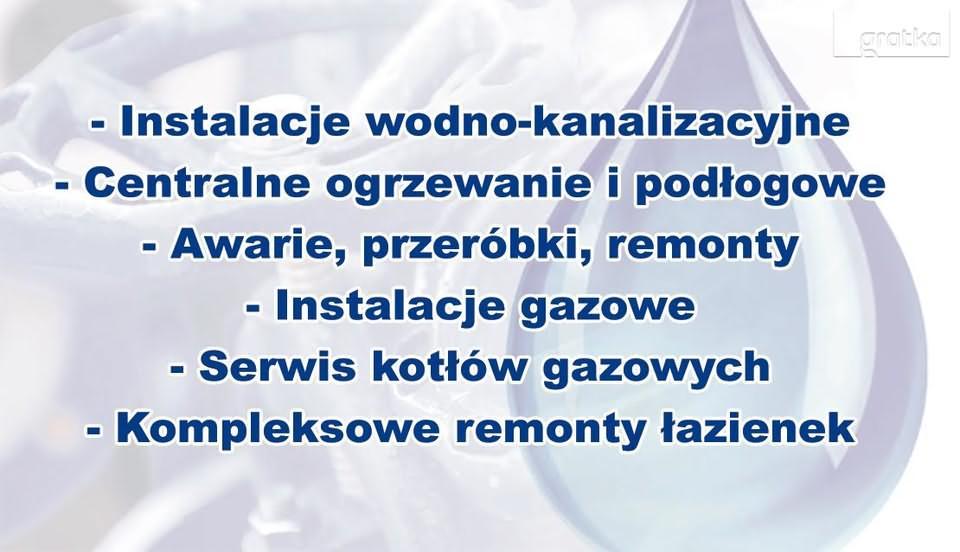 gratka
- Instalacje wodno-kanalizacyjne
- Centralne ogrzewanie i podłogowe
- Awarie, przeróbki, remonty
- Instalacje gazowe
- Serwis kotłów gazowych
- Kompleksowe remonty łazienek